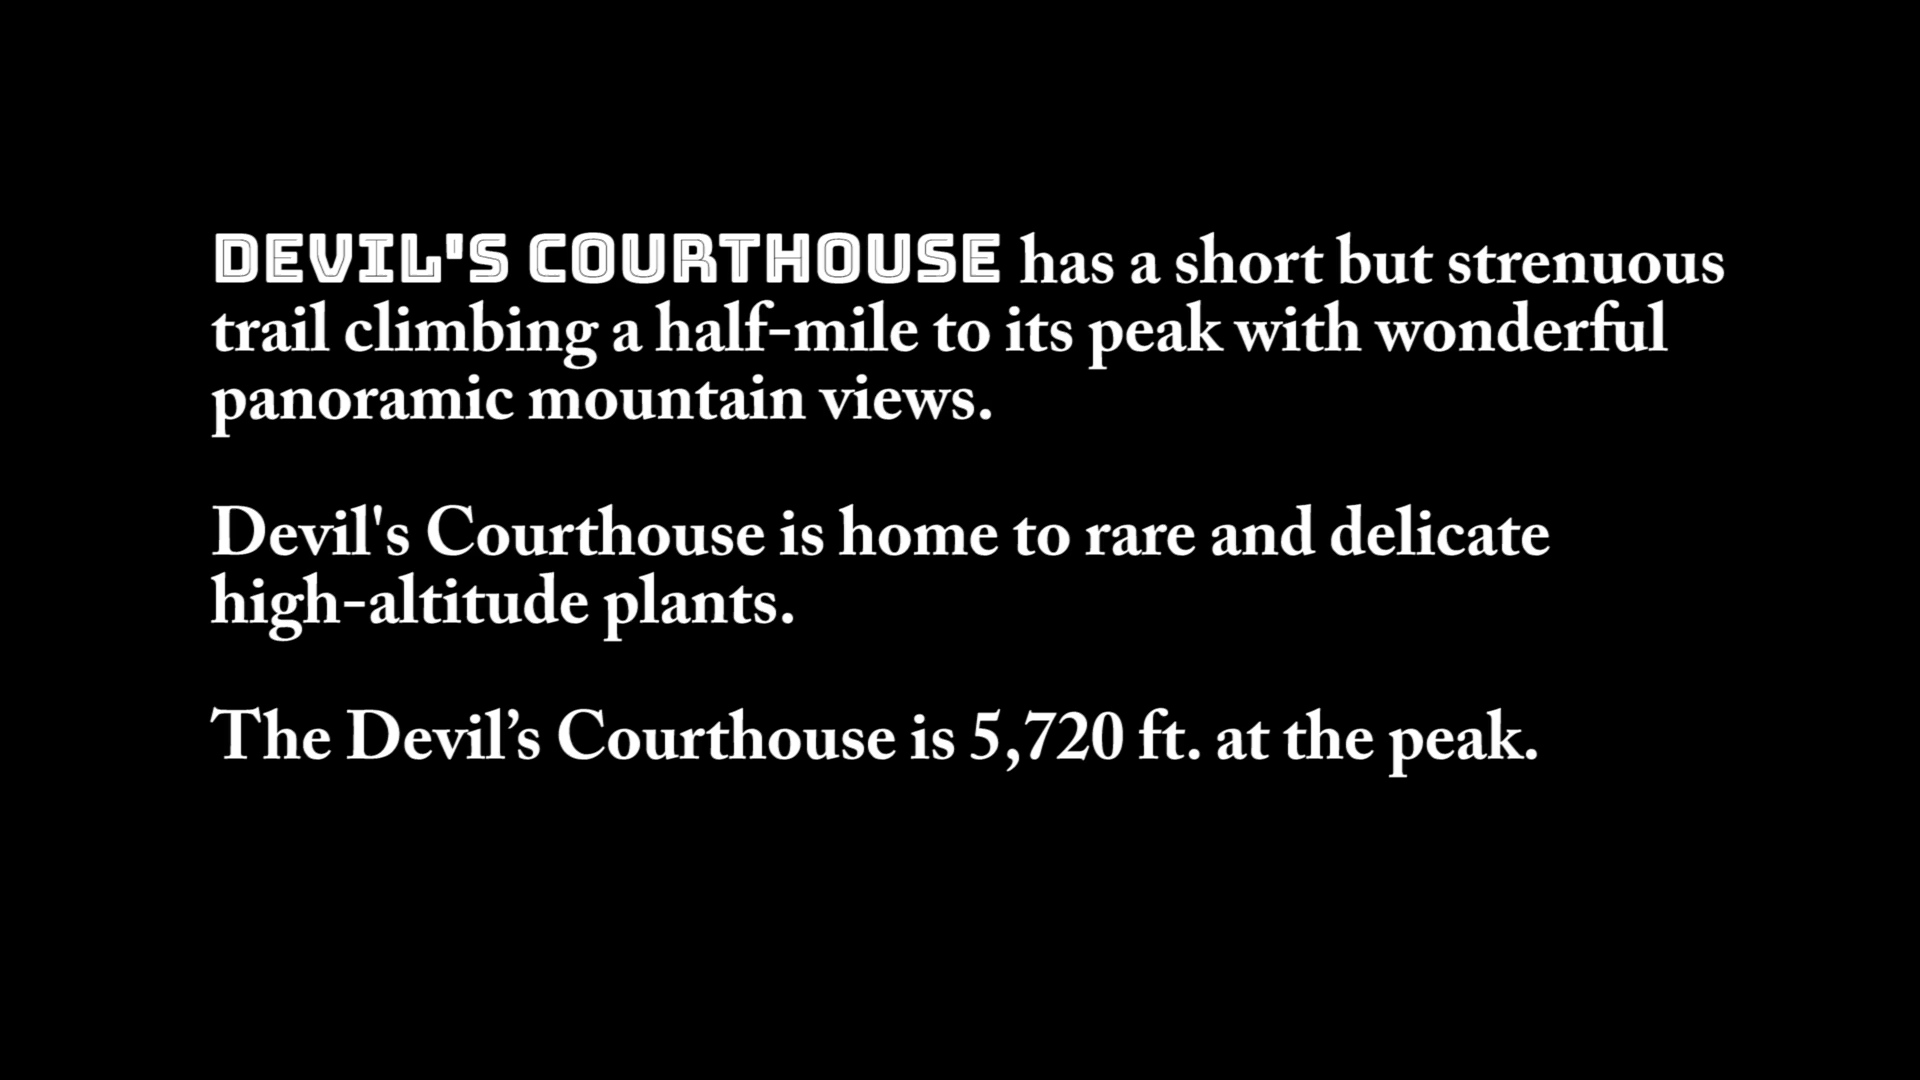 DEVIL'S COURTHOUSE has a short but strenuous
trail climbing a half-mile to its peak with wonderful
panoramic mountain views.
Devil's Courthouse is home to rare and delicate
high-altitude plants.
The Devil’s Courthouse is 5,720 ft. at the peak.